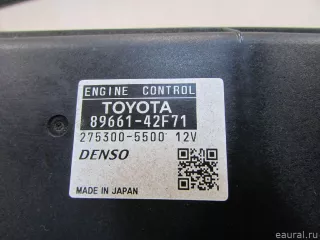 ENGINE CONTROL
TOYOTA
89661-42F71
275300-5500 12V
DENSO
MADE IN JAPAN
© eaural.ru